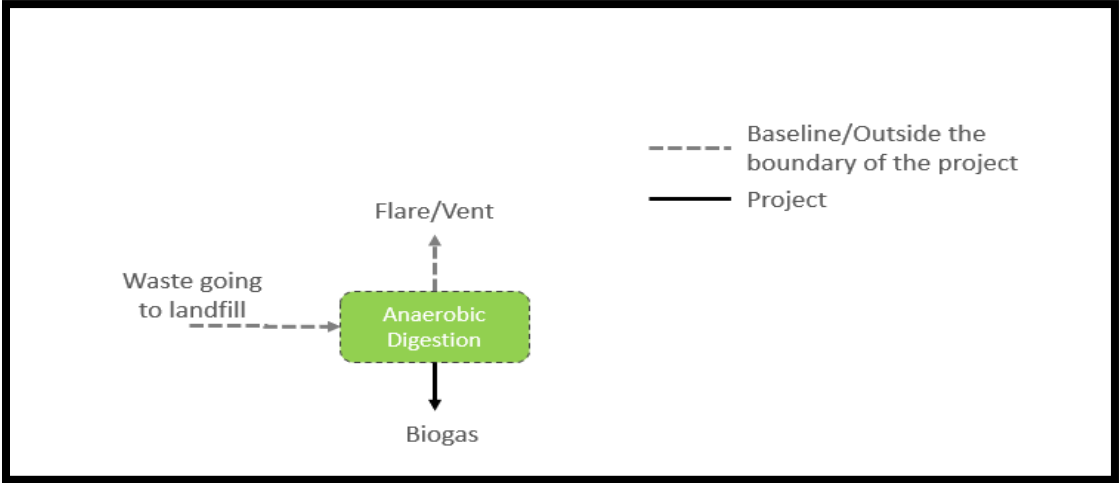 Baseline/Outside the
boundary of the project
Project
Flare/Vent
Waste going
to landfill
Anaerobic
Digestion
Biogas